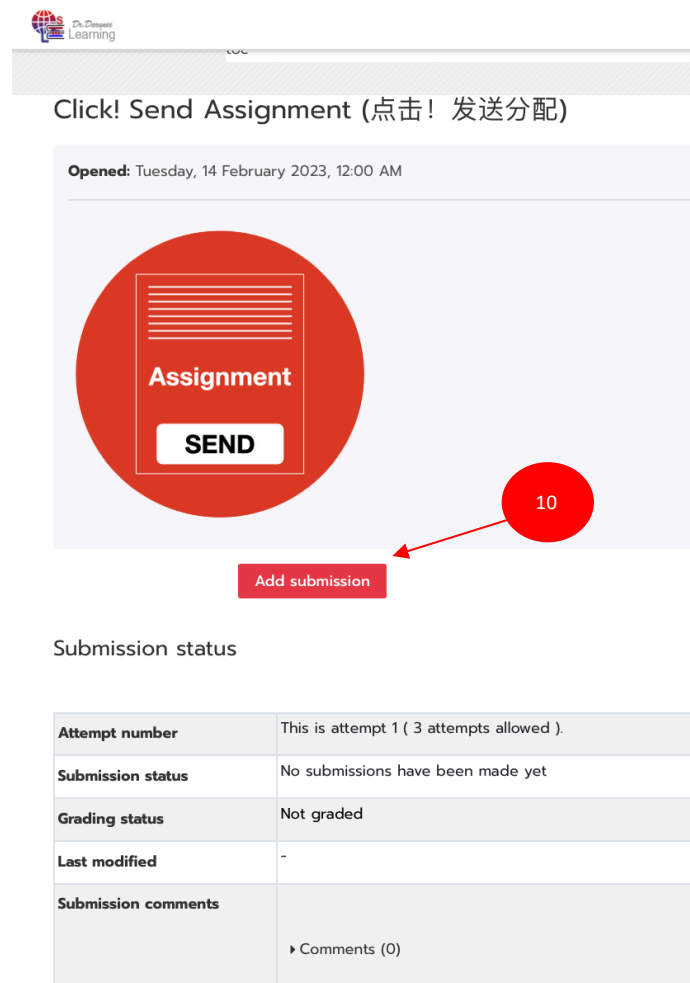 Dr.Darunee
Learning
Click! Send Assignment (点击！发送分配)
Opened: Tuesday, 14 February 2023, 12:00 AM
Assignment
SEND
10
Add submission
Submission status
Attempt number This is attempt 1 ( 3 attempts allowed ).
Submission status No submissions have been made yet
Grading status Not graded
Last modified -
Submission comments
Comments (0)